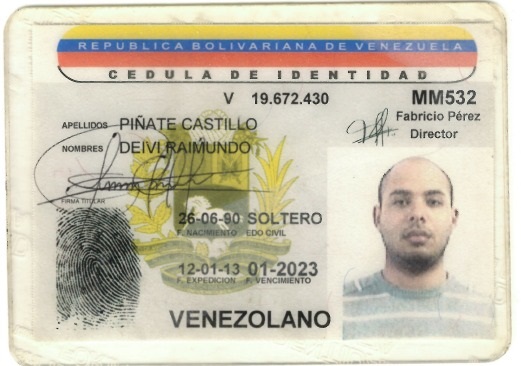 REPUBLICA BOLIVARIANA DE VENEZUELA
CEDULA DE IDENTIDAD
V 19.672.430 MM532
Fabricio Pérez
Director
APELLIDOS PIÑATE CASTILLO
NOMBRES DEIVI RAIMUNDO
FIRMA TITULAR
26-06-90 SOLTERO
F. NACIMIENTO EDO CIVIL
12-01-13 01-2023
F. EXPEDICION F. VENCIMIENTO
VENEZOLANO